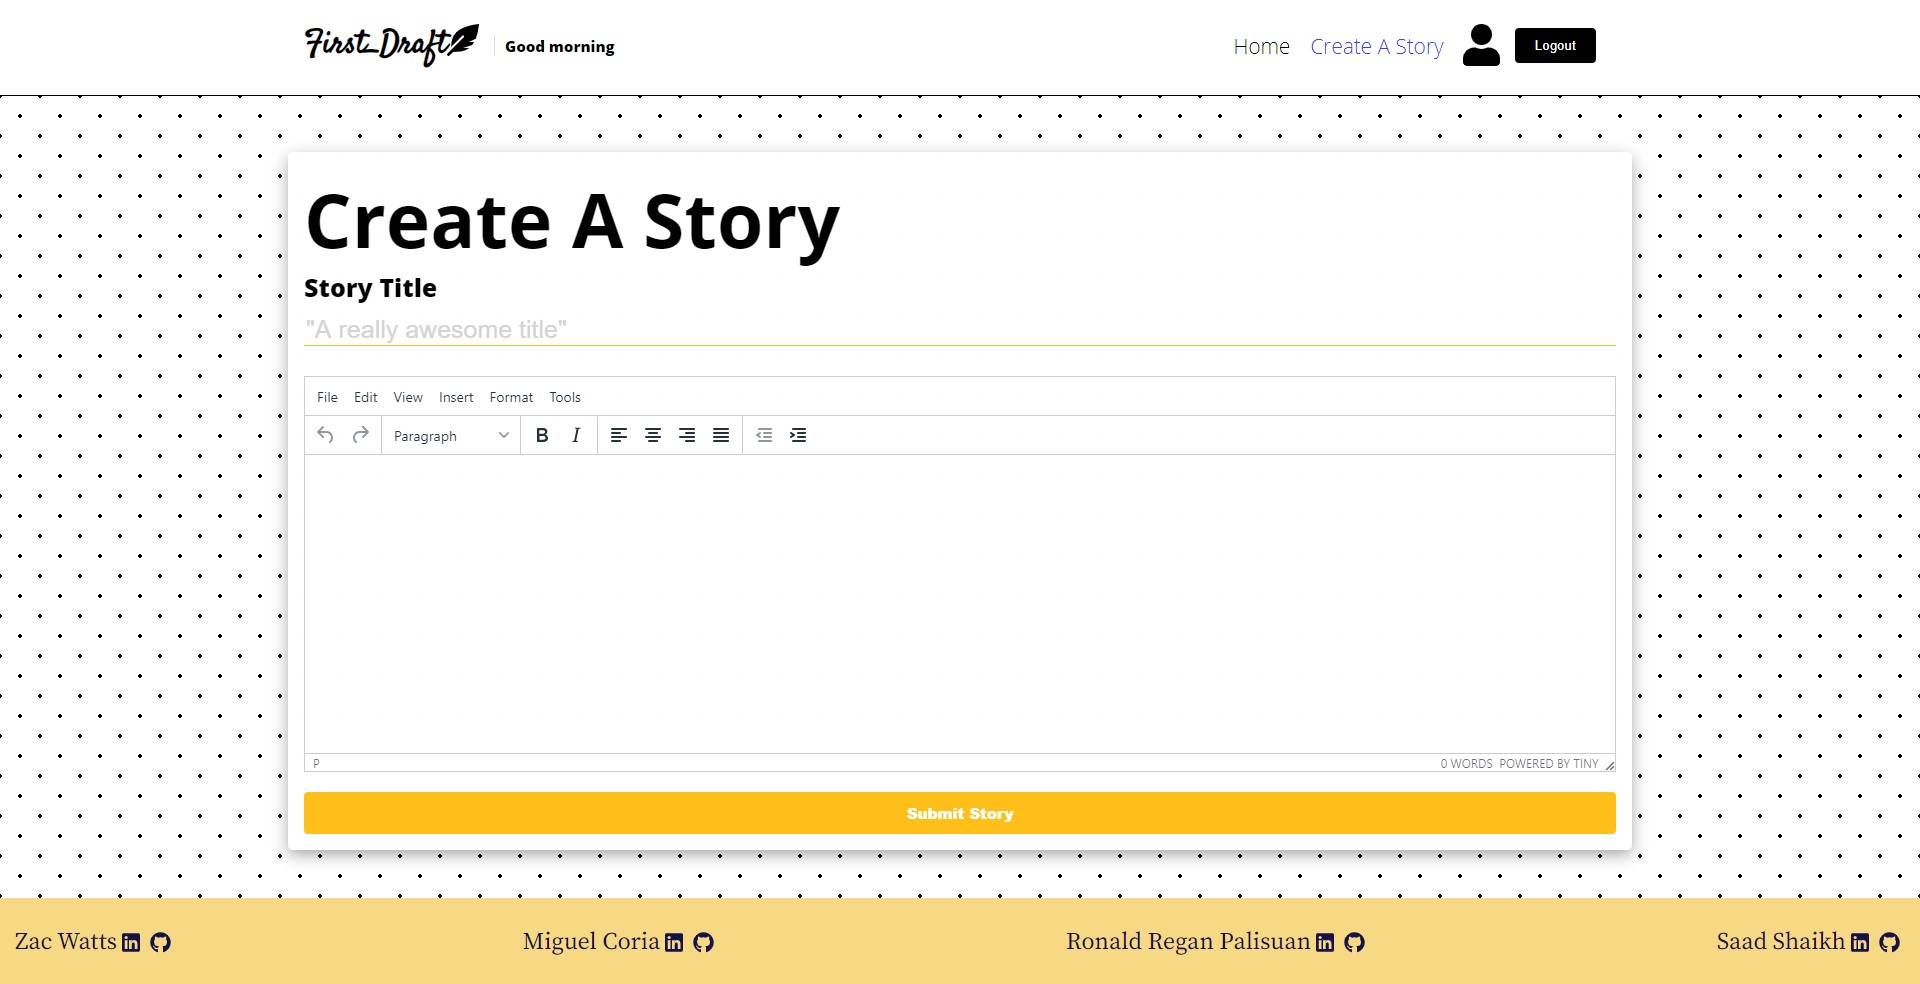 First_Draft Good morning Home Create A Story Logout
Create A Story
Story Title
"A really awesome title"
File Edit View Insert Format Tools
Paragraph B I
P 0 WORDS POWERED BY TINY
Submit Story
Zac Watts Miguel Coria Ronald Regan Palisuan Saad Shaikh